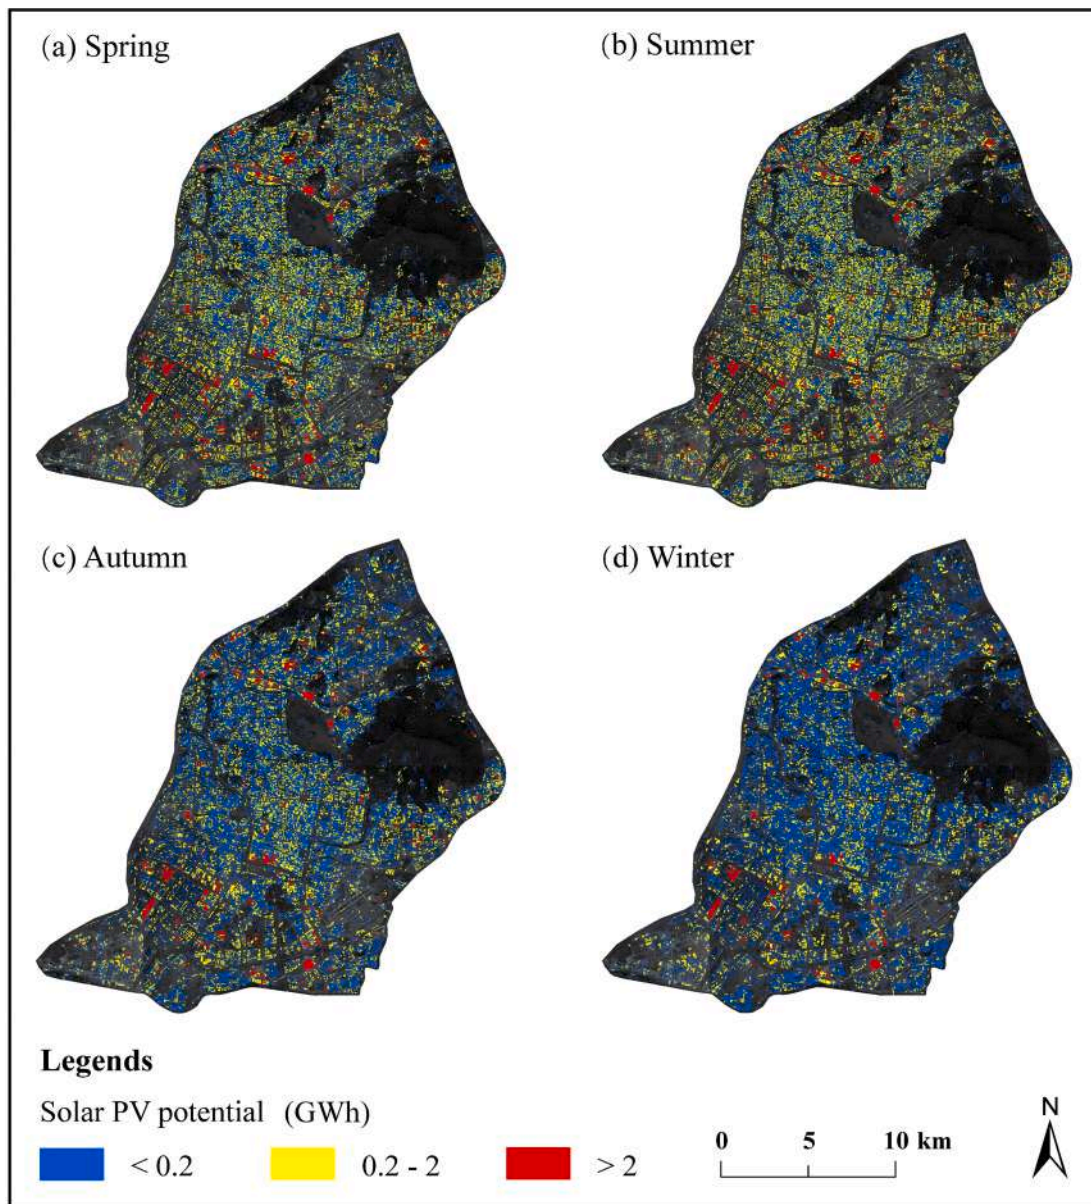 (a) Spring
(b) Summer
(c) Autumn
(d) Winter
Legends
Solar PV potential (GWh)
< 0.2
0.2 - 2
> 2
0 5 10 km
N